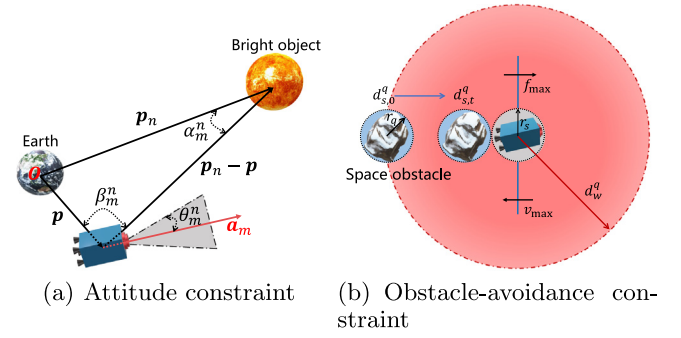 Bright object
Earth
p_n
α_m^n
O
p_n − p
β_m^n
p
θ_m^n
a_m
(a) Attitude constraint
d_{s,0}^q
d_{s,t}^q
f_max
r_q
r_s
Space obstacle
d_w^q
v_max
(b) Obstacle-avoidance con-
straint